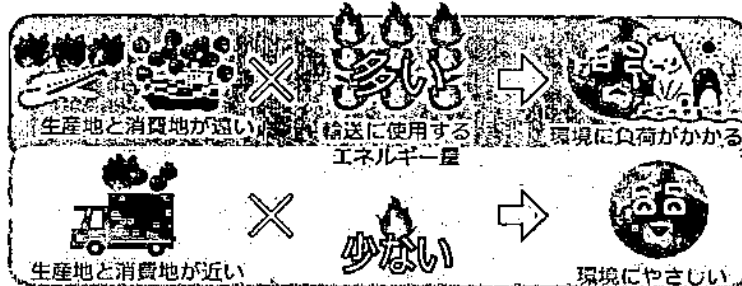 多い
生産地と消費地が遠い
輸送に使用する
エネルギー量
環境に負荷がかかる
少ない
生産地と消費地が近い
環境にやさしい